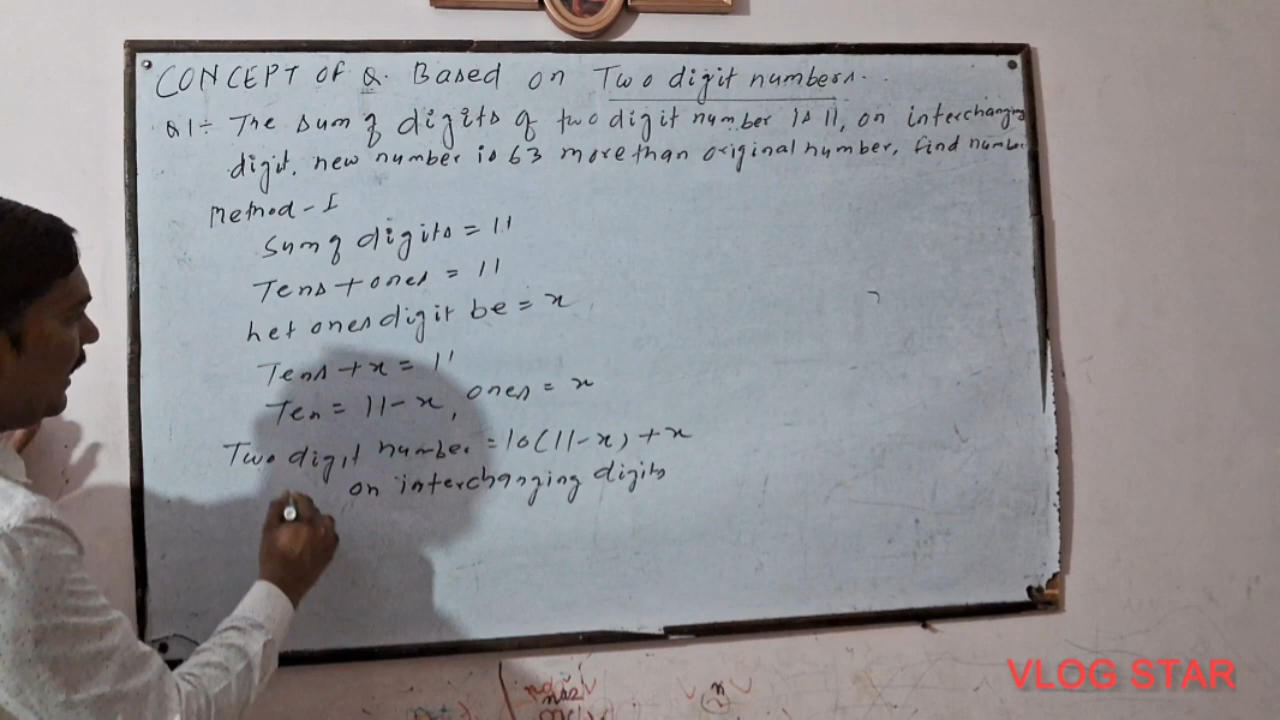 CONCEPT OF Q. Based on Two digit numbers.
Q1÷ The sum of digits of two digit number is 11, on interchanging
digit, new number is 63 more than original number, find number
Method-I
Sum of digits = 11
Tens + ones = 11
Let ones digit be = x
Tens + x = 11
Ten = 11-x, ones = x
Two digit number = 10(11-x) + x
on interchanging digits
VLOG STAR